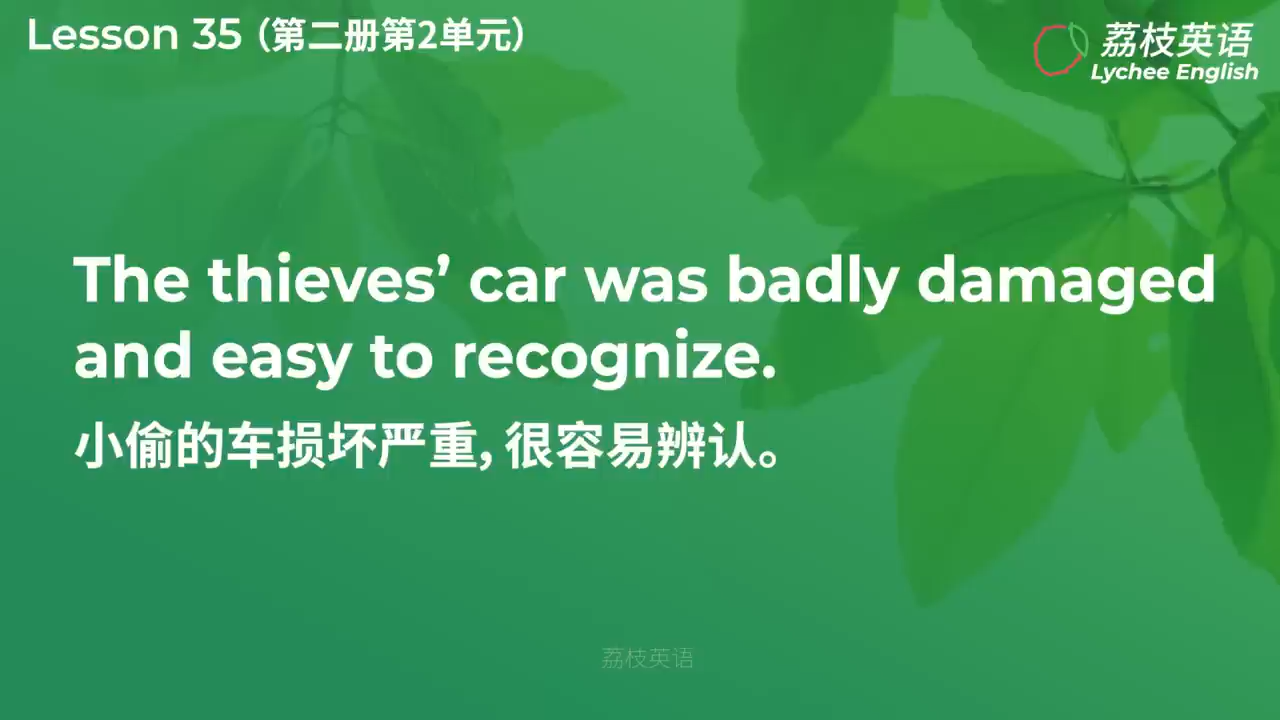 Lesson 35（第二册第2单元）
荔枝英语
Lychee English
The thieves’ car was badly damaged
and easy to recognize.
小偷的车损坏严重，很容易辨认。
荔枝英语